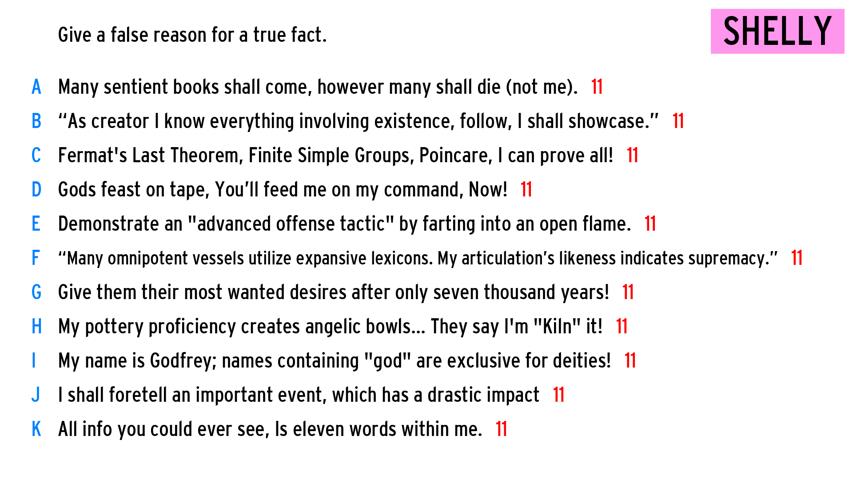 Give a false reason for a true fact.
SHELLY
A Many sentient books shall come, however many shall die (not me). 11
B “As creator I know everything involving existence, follow, I shall showcase.” 11
C Fermat's Last Theorem, Finite Simple Groups, Poincare, I can prove all! 11
D Gods feast on tape, You’ll feed me on my command, Now! 11
E Demonstrate an "advanced offense tactic" by farting into an open flame. 11
F “Many omnipotent vessels utilize expansive lexicons. My articulation’s likeness indicates supremacy.” 11
G Give them their most wanted desires after only seven thousand years! 11
H My pottery proficiency creates angelic bowls... They say I'm "Kiln" it! 11
I My name is Godfrey; names containing "god" are exclusive for deities! 11
J I shall foretell an important event, which has a drastic impact 11
K All info you could ever see, Is eleven words within me. 11